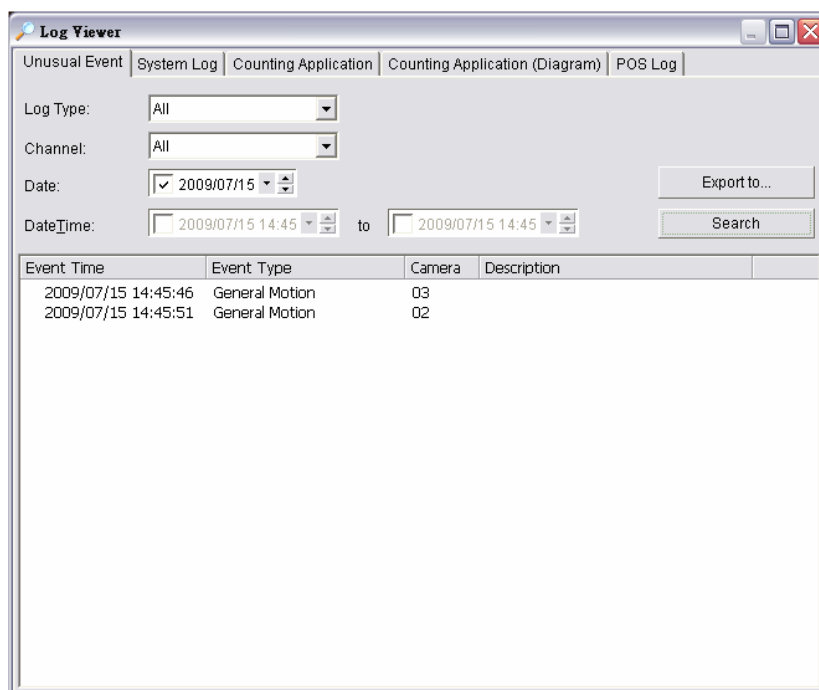 Log Viewer
Unusual Event System Log Counting Application Counting Application (Diagram) POS Log
Log Type: All
Channel: All
Date: 2009/07/15 Export to...
DateTime: 2009/07/15 14:45 to 2009/07/15 14:45 Search
Event Time Event Type Camera Description
2009/07/15 14:45:46 General Motion 03
2009/07/15 14:45:51 General Motion 02